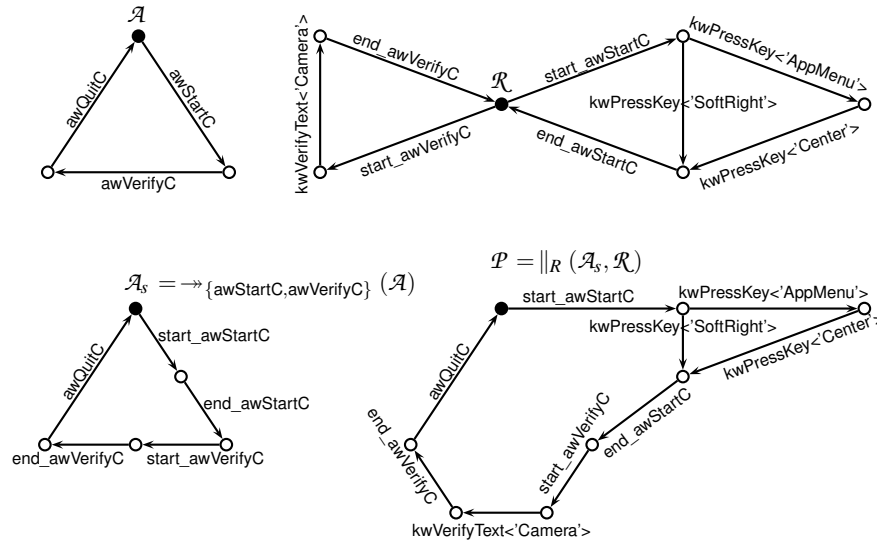 𝒜
awQuitC
awStartC
awVerifyC
kwVerifyText<'Camera'>
end_awVerifyC
start_awVerifyC
ℛ
start_awStartC
end_awStartC
kwPressKey<'AppMenu'>
kwPressKey<'SoftRight'>
kwPressKey<'Center'>
𝒜s = ↠{awStartC,awVerifyC} (𝒜)
awQuitC
start_awStartC
end_awStartC
end_awVerifyC
start_awVerifyC
𝒫 = ∥R (𝒜s, ℛ)
start_awStartC
kwPressKey<'AppMenu'>
kwPressKey<'SoftRight'>
kwPressKey<'Center'>
awQuitC
end_awStartC
start_awVerifyC
end_awVerifyC
kwVerifyText<'Camera'>